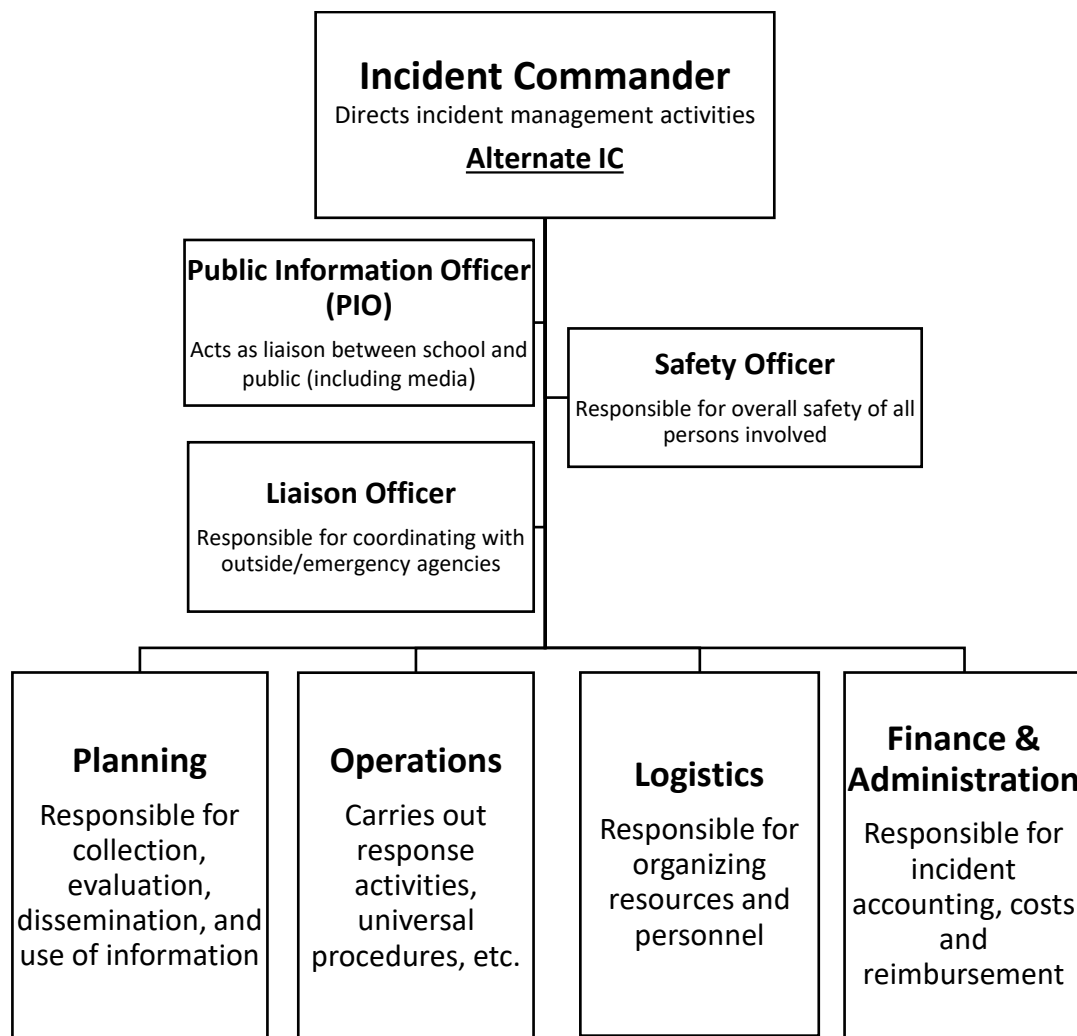 Incident Commander
Directs incident management activities
Alternate IC
Public Information Officer
(PIO)
Acts as liaison between school and
public (including media)
Safety Officer
Responsible for overall safety of all
persons involved
Liaison Officer
Responsible for coordinating with
outside/emergency agencies
Planning
Responsible for
collection,
evaluation,
dissemination, and
use of information
Operations
Carries out
response
activities,
universal
procedures, etc.
Logistics
Responsible for
organizing
resources and
personnel
Finance &
Administration
Responsible for
incident
accounting, costs
and
reimbursement